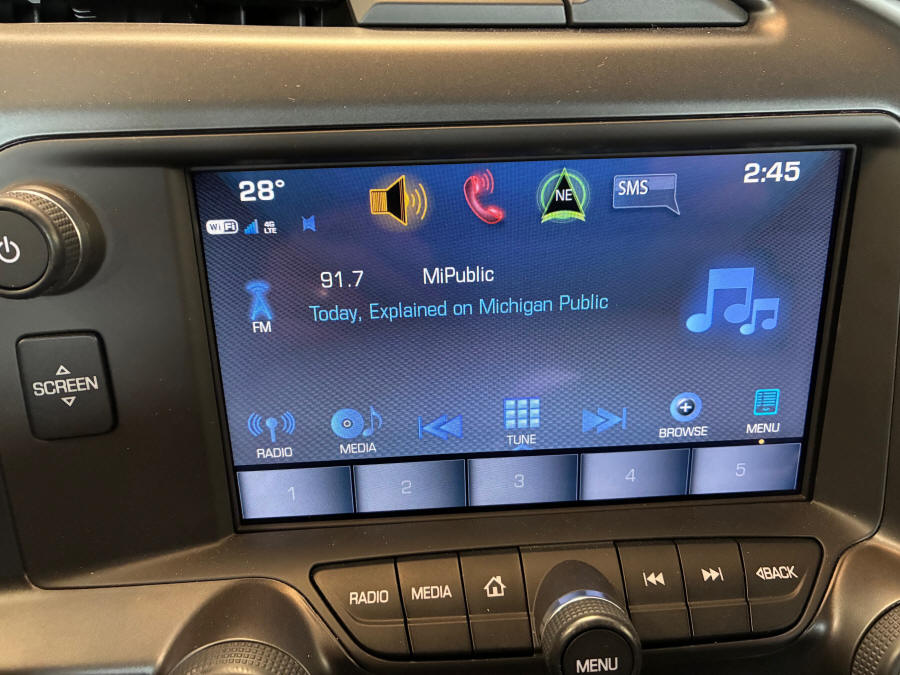 28°
2:45
NE
SMS
WiFi
4G
LTE
91.7
MiPublic
Today, Explained on Michigan Public
FM
SCREEN
RADIO
MEDIA
TUNE
BROWSE
MENU
1
2
3
4
5
RADIO
MEDIA
BACK
MENU